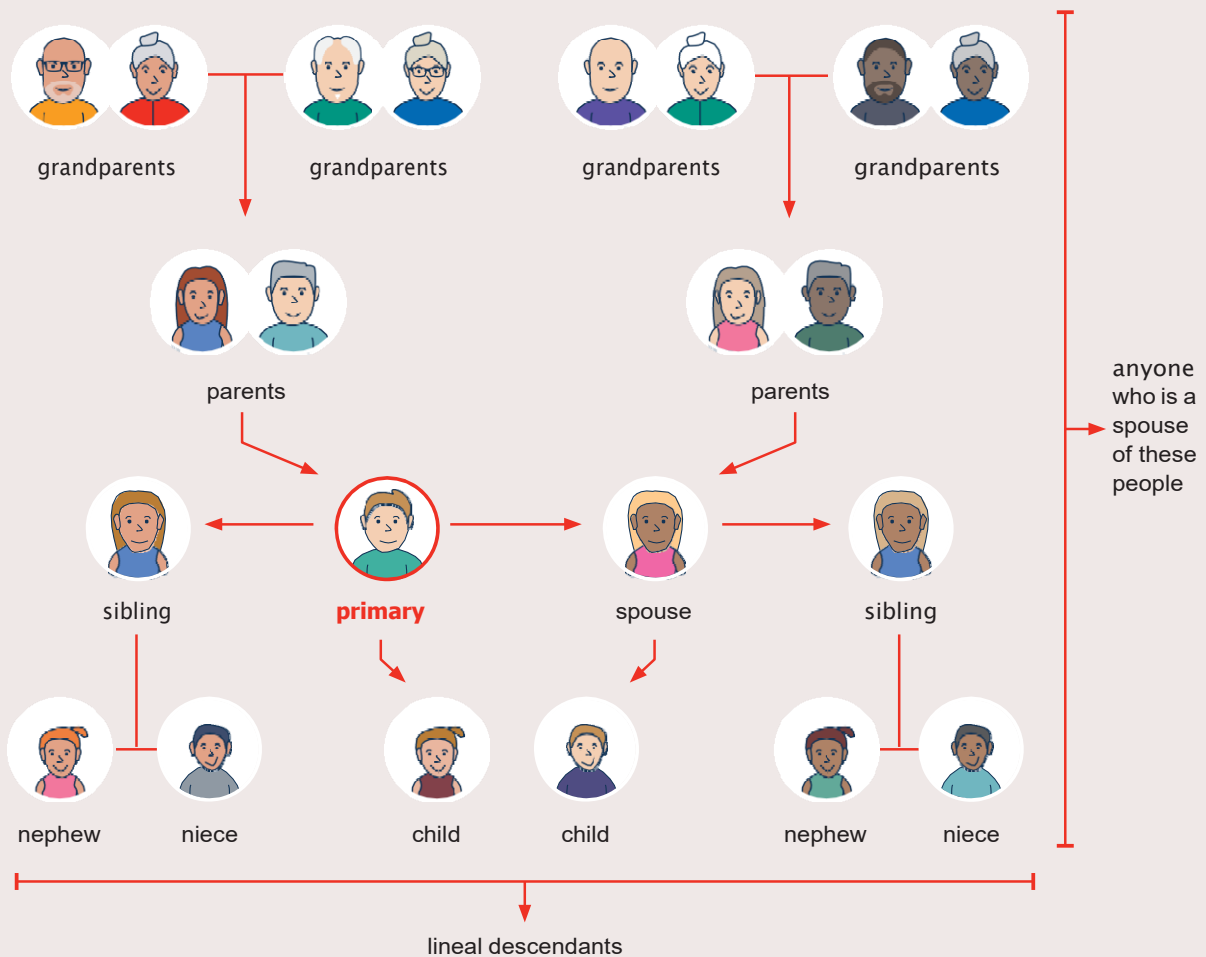 grandparents
grandparents
grandparents
grandparents
parents
parents
anyone
who is a
spouse
of these
people
sibling
primary
spouse
sibling
nephew
niece
child
child
nephew
niece
lineal descendants